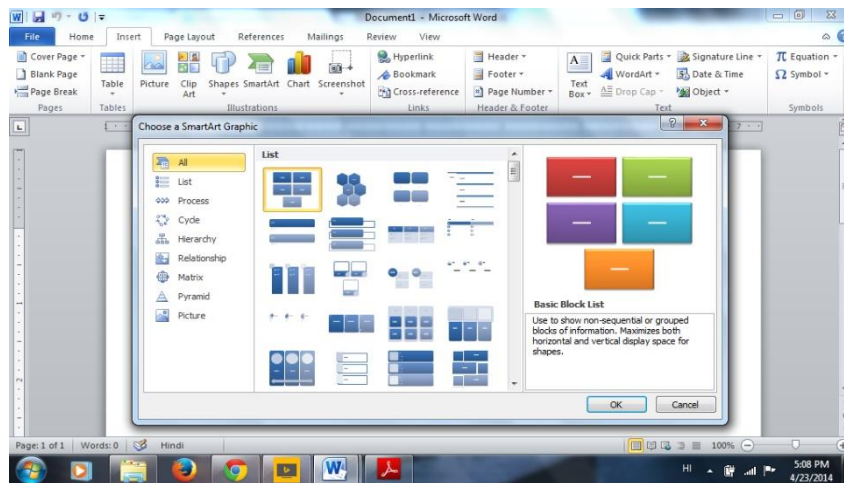 Document1 - Microsoft Word
File Home Insert Page Layout References Mailings Review View
Cover Page
Blank Page
Page Break
Pages
Table
Tables
Picture
Clip Art
Shapes
SmartArt
Chart
Screenshot
Illustrations
Hyperlink
Bookmark
Cross-reference
Links
Header
Footer
Page Number
Header & Footer
Text Box
Quick Parts
WordArt
Drop Cap
Signature Line
Date & Time
Object
Text
Equation
Symbol
Symbols
Choose a SmartArt Graphic
All
List
Process
Cycle
Hierarchy
Relationship
Matrix
Pyramid
Picture
List
Basic Block List
Use to show non-sequential or grouped
blocks of information. Maximizes both
horizontal and vertical display space for
shapes.
OK Cancel
Page: 1 of 1 Words: 0 Hindi 100%
HI 5:08 PM
4/23/2014